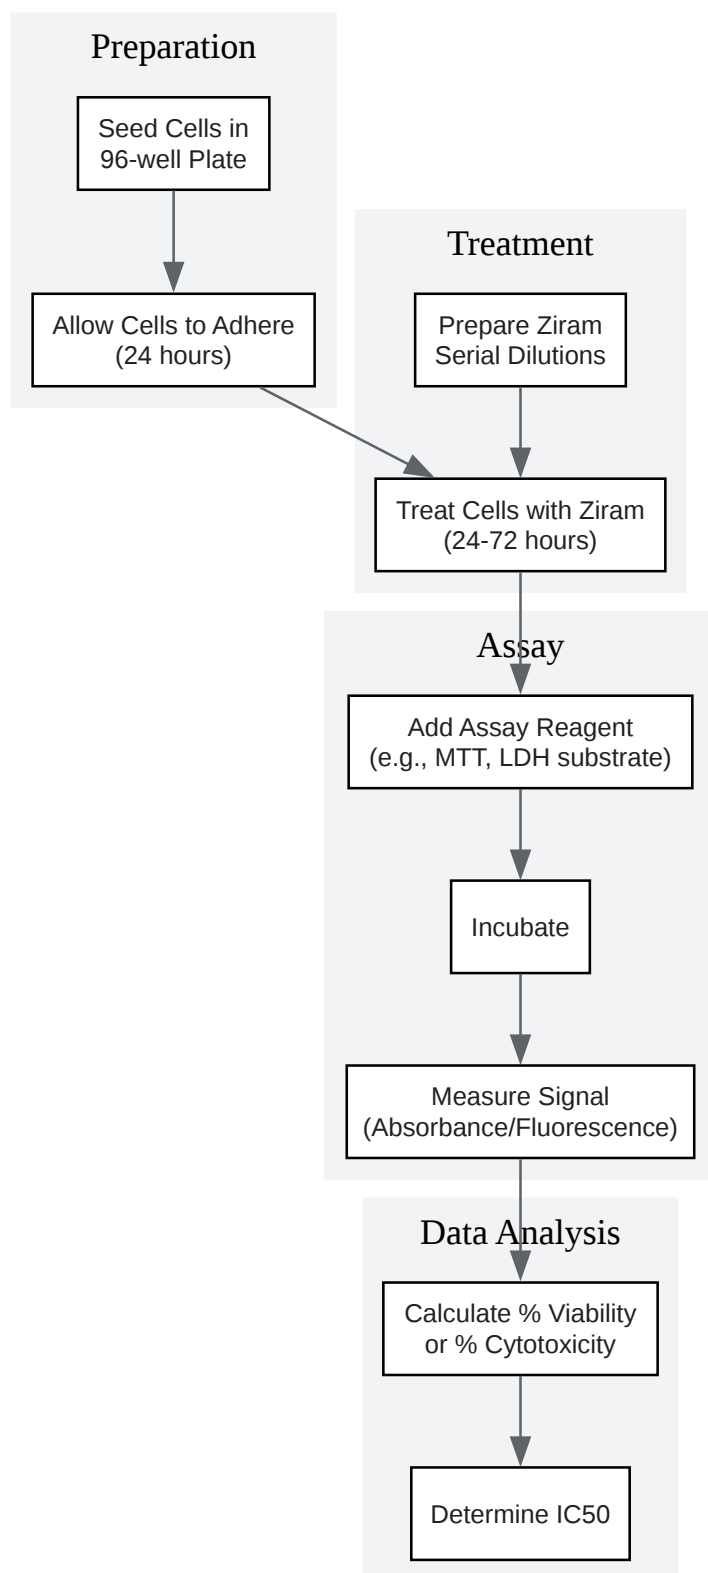 Preparation
Seed Cells in
96-well Plate
Allow Cells to Adhere
(24 hours)
Treatment
Prepare Ziram
Serial Dilutions
Treat Cells with Ziram
(24-72 hours)
Assay
Add Assay Reagent
(e.g., MTT, LDH substrate)
Incubate
Measure Signal
(Absorbance/Fluorescence)
Data Analysis
Calculate % Viability
or % Cytotoxicity
Determine IC50